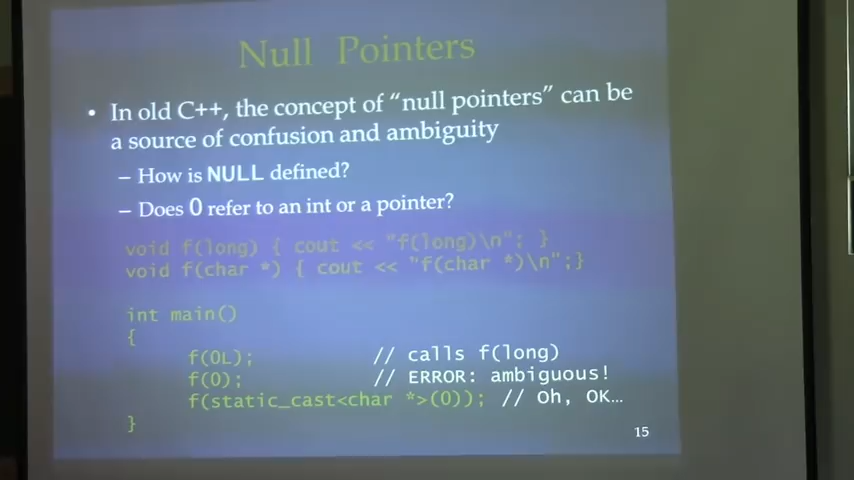 Null Pointers
• In old C++, the concept of “null pointers” can be
a source of confusion and ambiguity
– How is NULL defined?
– Does 0 refer to an int or a pointer?
void f(long) { cout << "f(long)\n"; }
void f(char *) { cout << "f(char *)\n";}
int main()
{
f(0L); // calls f(long)
f(0); // ERROR: ambiguous!
f(static_cast<char *>(0)); // Oh, OK…
}
15